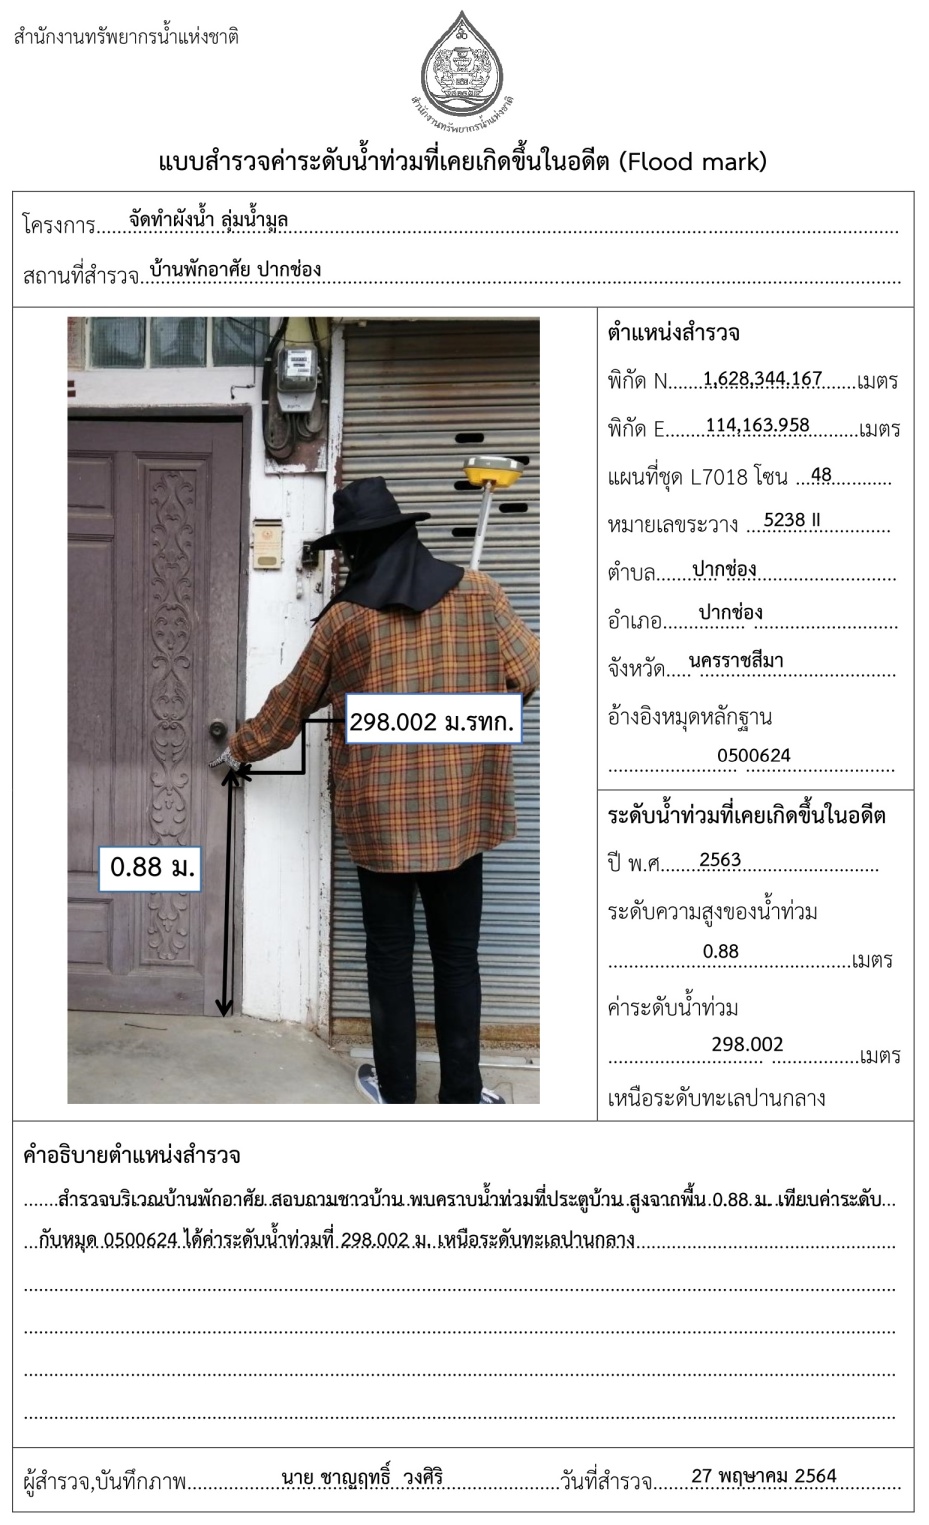 สำนักงานทรัพยากรน้ำแห่งชาติ
สำนักงานทรัพยากรน้ำแห่งชาติ
แบบสำรวจค่าระดับน้ำท่วมที่เคยเกิดขึ้นในอดีต (Flood mark)
โครงการ จัดทำผังน้ำ ลุ่มน้ำมูล
สถานที่สำรวจ บ้านพักอาศัย ปากช่อง
298.002 ม.รทก.
0.88 ม.
ตำแหน่งสำรวจ
พิกัด N 1,628,344.167 เมตร
พิกัด E 114,163.958 เมตร
แผนที่ชุด L7018 โซน 48
หมายเลขระวาง 5238 II
ตำบล ปากช่อง
อำเภอ ปากช่อง
จังหวัด นครราชสีมา
อ้างอิงหมุดหลักฐาน
0500624
ระดับน้ำท่วมที่เคยเกิดขึ้นในอดีต
ปี พ.ศ. 2563
ระดับความสูงของน้ำท่วม
0.88 เมตร
ค่าระดับน้ำท่วม
298.002 เมตร
เหนือระดับทะเลปานกลาง
คำอธิบายตำแหน่งสำรวจ
สำรวจบริเวณบ้านพักอาศัย สอบถามชาวบ้าน พบคราบน้ำท่วมที่ประตูบ้าน สูงจากพื้น 0.88 ม. เทียบค่าระดับ
กับหมุด 0500624 ได้ค่าระดับน้ำท่วมที่ 298.002 ม. เหนือระดับทะเลปานกลาง
ผู้สำรวจ,บันทึกภาพ นาย ชาญฤทธิ์ วงศิริ วันที่สำรวจ 27 พฤษภาคม 2564